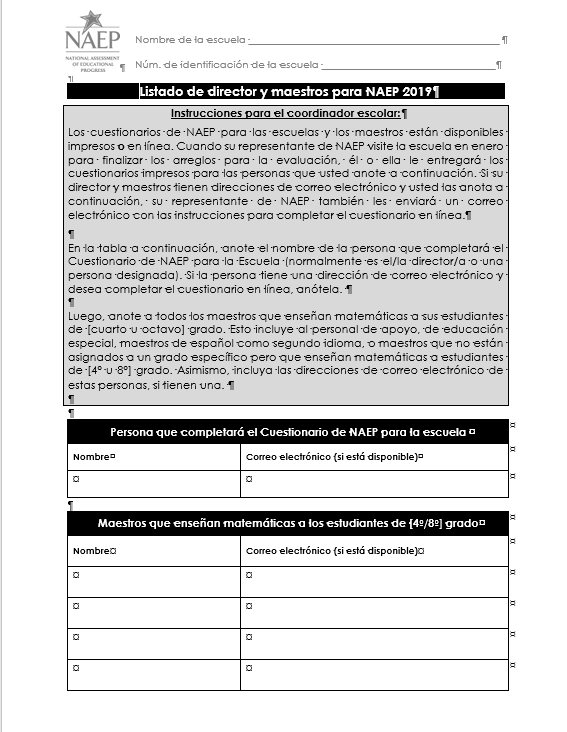 NAEP
NATIONAL ASSESSMENT
OF EDUCATIONAL
PROGRESS
Nombre de la escuela
Núm. de identificación de la escuela
Listado de director y maestros para NAEP 2019
Instrucciones para el coordinador escolar:
Los cuestionarios de NAEP para las escuelas y los maestros están disponibles
impresos o en línea. Cuando su representante de NAEP visite la escuela en enero
para finalizar los arreglos para la evaluación, él o ella le entregará los
cuestionarios impresos para las personas que usted anote a continuación. Si su
director y maestros tienen direcciones de correo electrónico y usted las anota a
continuación, su representante de NAEP también les enviará un correo
electrónico con las instrucciones para completar el cuestionario en línea.
En la tabla a continuación, anote el nombre de la persona que completará el
Cuestionario de NAEP para la Escuela (normalmente es el/la director/a o una
persona designada). Si la persona tiene una dirección de correo electrónico y
desea completar el cuestionario en línea, anótela.
Luego, anote a todos los maestros que enseñan matemáticas a sus estudiantes
de [cuarto u octavo] grado. Esto incluye al personal de apoyo, de educación
especial, maestros de español como segundo idioma, o maestros que no están
asignados a un grado específico pero que enseñan matemáticas a estudiantes
de [4º u 8º] grado. Asimismo, incluya las direcciones de correo electrónico de
estas personas, si tienen una.
Persona que completará el Cuestionario de NAEP para la escuela
Nombre Correo electrónico (si está disponible)
Maestros que enseñan matemáticas a los estudiantes de [4º/8º] grado
Nombre Correo electrónico (si está disponible)